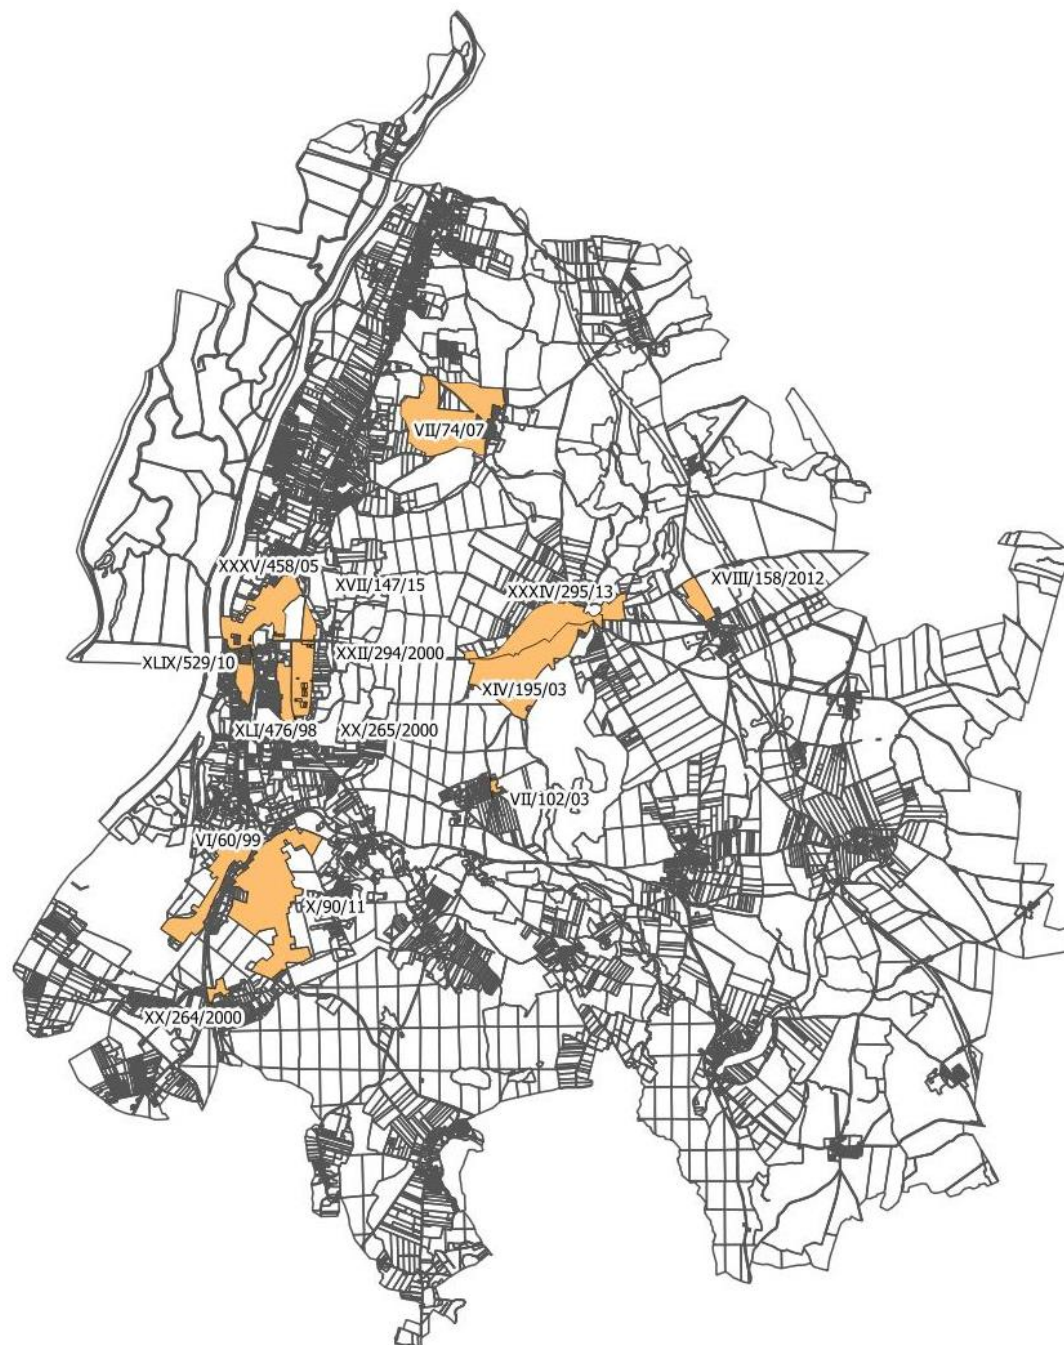 VII/74/07
XXXV/458/05
XVII/147/15
XXXIV/295/13
XVIII/158/2012
XLIX/529/10
XXII/294/2000
XIV/195/03
XLI/476/98
XX/265/2000
VII/102/03
VI/60/99
X/90/11
XX/264/2000